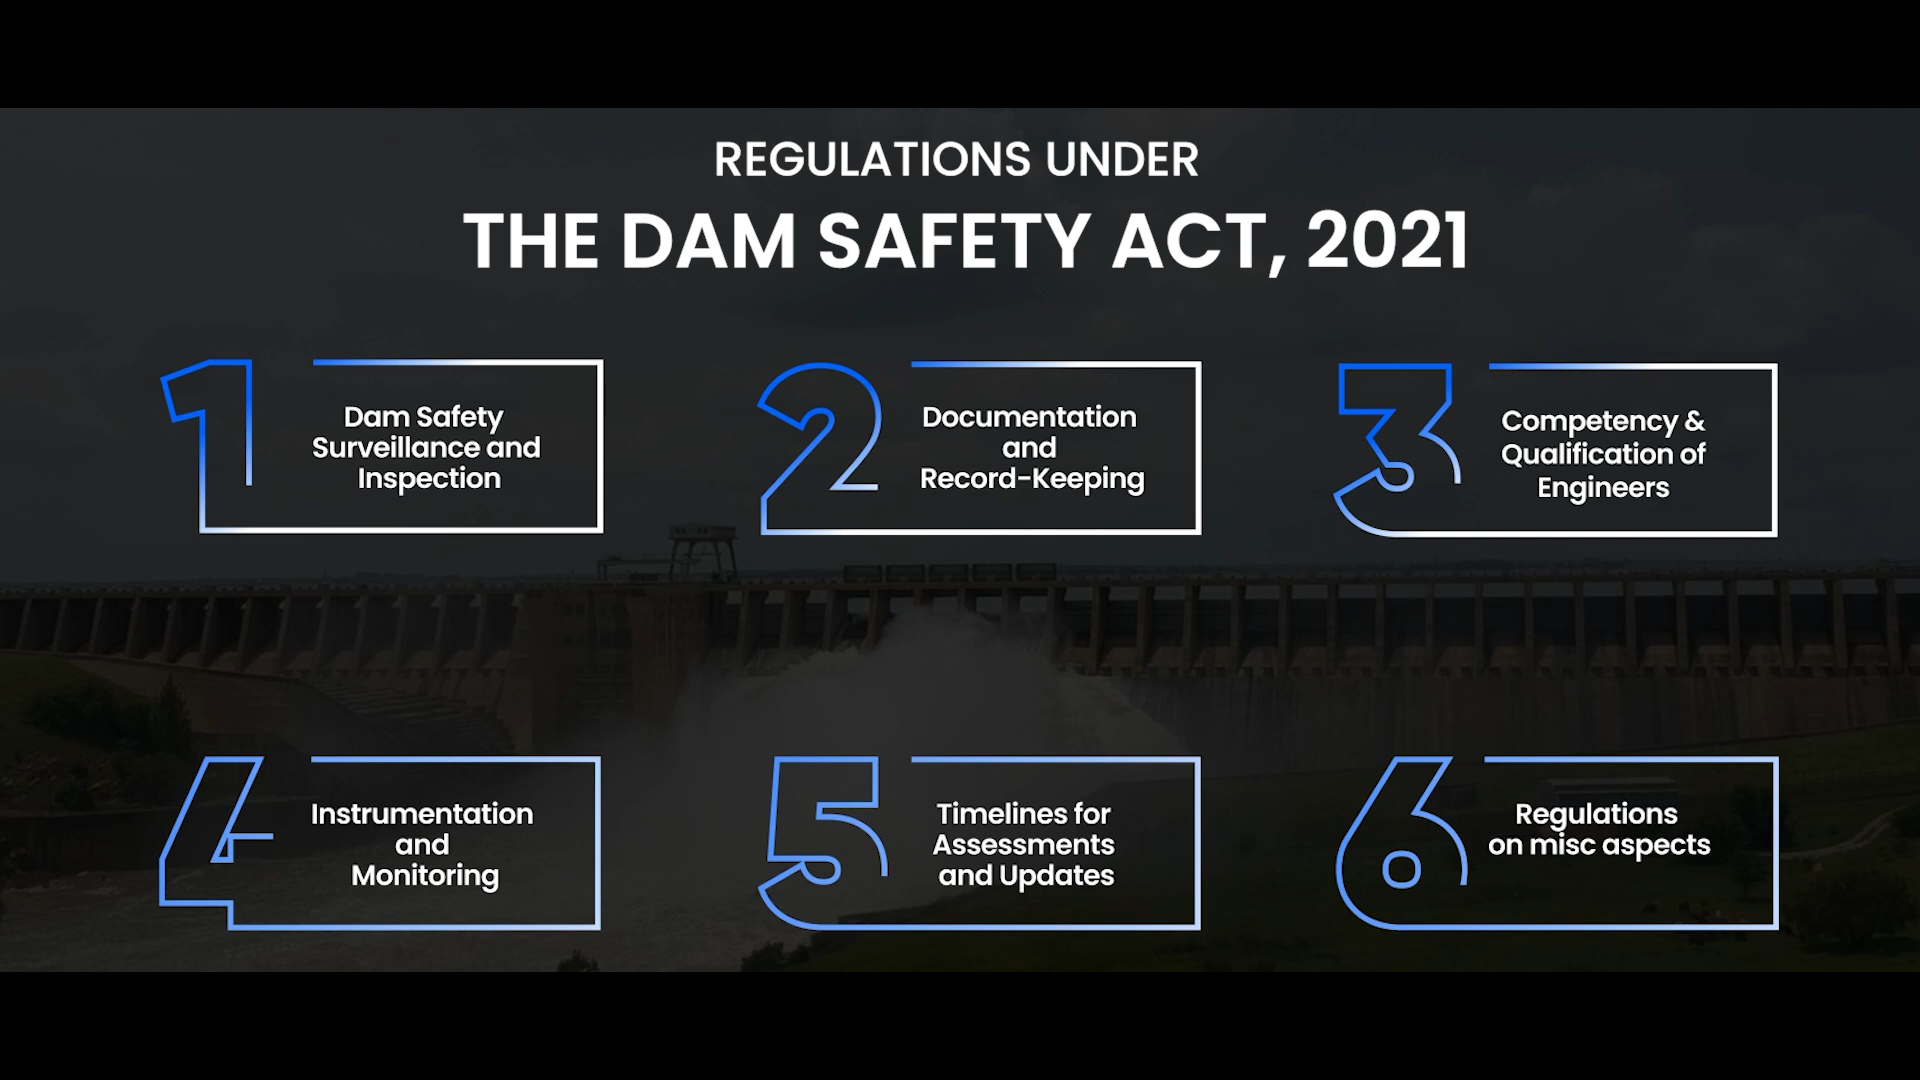 REGULATIONS UNDER
THE DAM SAFETY ACT, 2021
1
Dam Safety
Surveillance and
Inspection
2
Documentation
and
Record-Keeping
3
Competency &
Qualification of
Engineers
4
Instrumentation
and
Monitoring
5
Timelines for
Assessments
and Updates
6
Regulations
on misc aspects